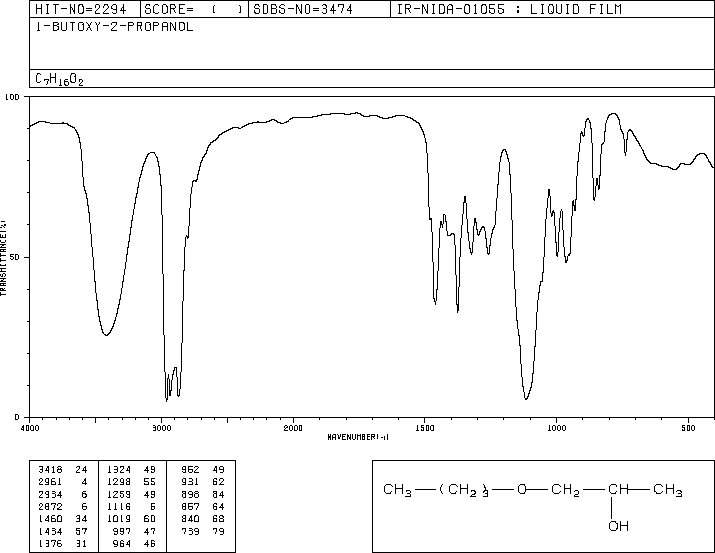 HIT-NO=2294 SCORE= ( ) SDBS-NO=3474 IR-NIDA-01055 : LIQUID FILM
1-BUTOXY-2-PROPANOL
C7H16O2
100
50
0
TRANSMITTANCE(%)
4000 3000 2000 1500 1000 500
WAVENUMBER(-1)
3418 24 1324 49 962 49
2961 4 1298 55 931 62
2934 6 1259 49 898 84
2872 6 1116 5 857 64
1460 34 1019 60 840 68
1434 57 997 47 739 79
1376 31 964 46
CH3 (CH2)3 O CH2 CH CH3
OH